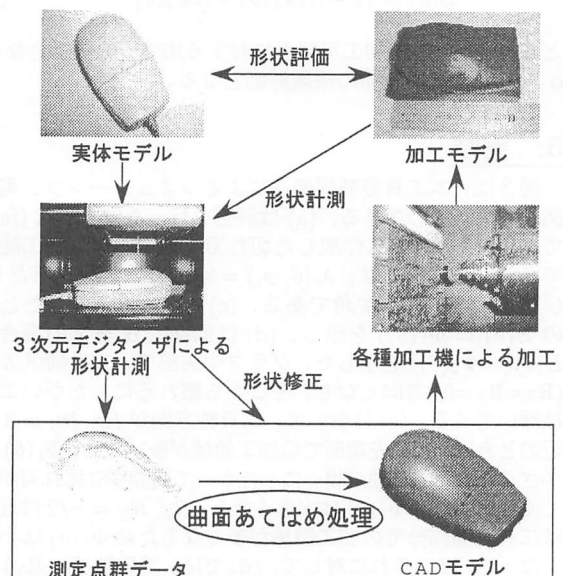 形状評価
実体モデル
加工モデル
形状計測
3次元デジタイザによる
形状計測
各種加工機による加工
形状修正
曲面あてはめ処理
測定点群データ
CADモデル